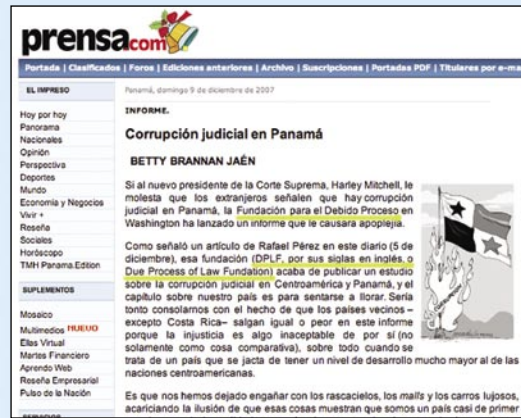 prensa.com
Portada | Clasificados | Foros | Ediciones anteriores | Archivo | Suscripciones | Portadas PDF | Titulares por e-ma
EL IMPRESO
Hoy por hoy
Panorama
Nacionales
Opinión
Perspectiva
Deportes
Mundo
Economía y Negocios
Vivir +
Reseña
Sociales
Horóscopo
TMH Panama Edition
SUPLEMENTOS
Mosaico
Multimedios NUEVO
Ellas Virtual
Martes Financiero
Aprendo Web
Reseña Empresarial
Pulso de la Nación
Panamá, domingo 9 de diciembre de 2007
INFORME.
Corrupción judicial en Panamá
BETTY BRANNAN JAÉN
Si al nuevo presidente de la Corte Suprema, Harley Mitchell, le
molesta que los extranjeros señalen que hay corrupción
judicial en Panamá, la Fundación para el Debido Proceso en
Washington ha lanzado un informe que le causara apoplejía.
Como señaló un artículo de Rafael Pérez en este diario (5 de
diciembre), esa fundación (DPLF, por sus siglas en inglés, o
Due Process of Law Fundation) acaba de publicar un estudio
sobre la corrupción judicial en Centroamérica y Panamá, y el
capítulo sobre nuestro país es para sentarse a llorar. Sería
tonto consolarnos con el hecho de que los países vecinos –
excepto Costa Rica– salgan igual o peor en este informe
porque la injusticia es algo inaceptable de por sí (no
solamente como cosa comparativa), sobre todo cuando se
trata de un país que se jacta de tener un nivel de desarrollo mucho mayor al de las
naciones centroamericanas.
Es que nos hemos dejado engañar con los rascacielos, los malls y los carros lujosos,
acariciando la ilusión de que esas cosas muestran que somos un país casi de primer